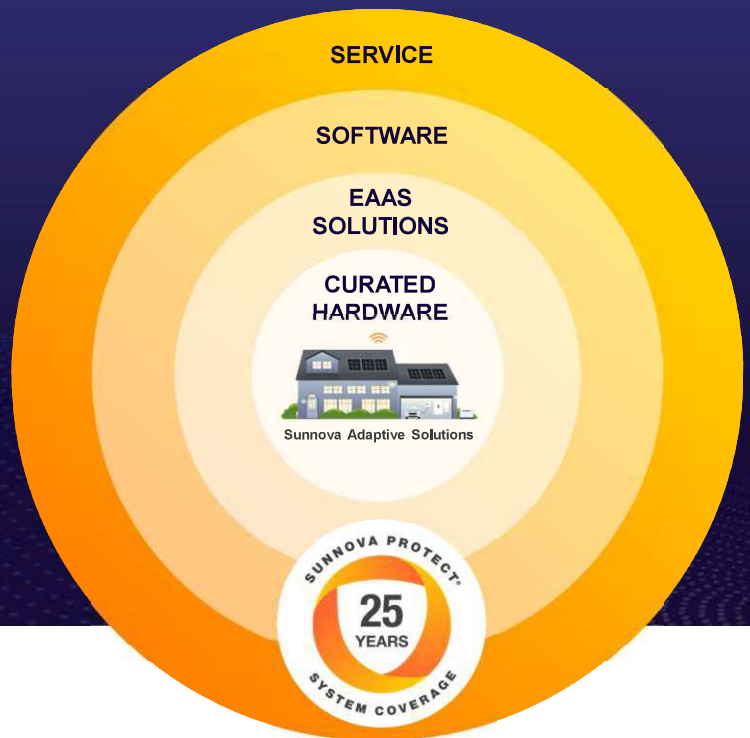 SERVICE
SOFTWARE
EAAS
SOLUTIONS
CURATED
HARDWARE
Sunnova Adaptive Solutions
SUNNOVA PROTECT®
25
YEARS
SYSTEM COVERAGE